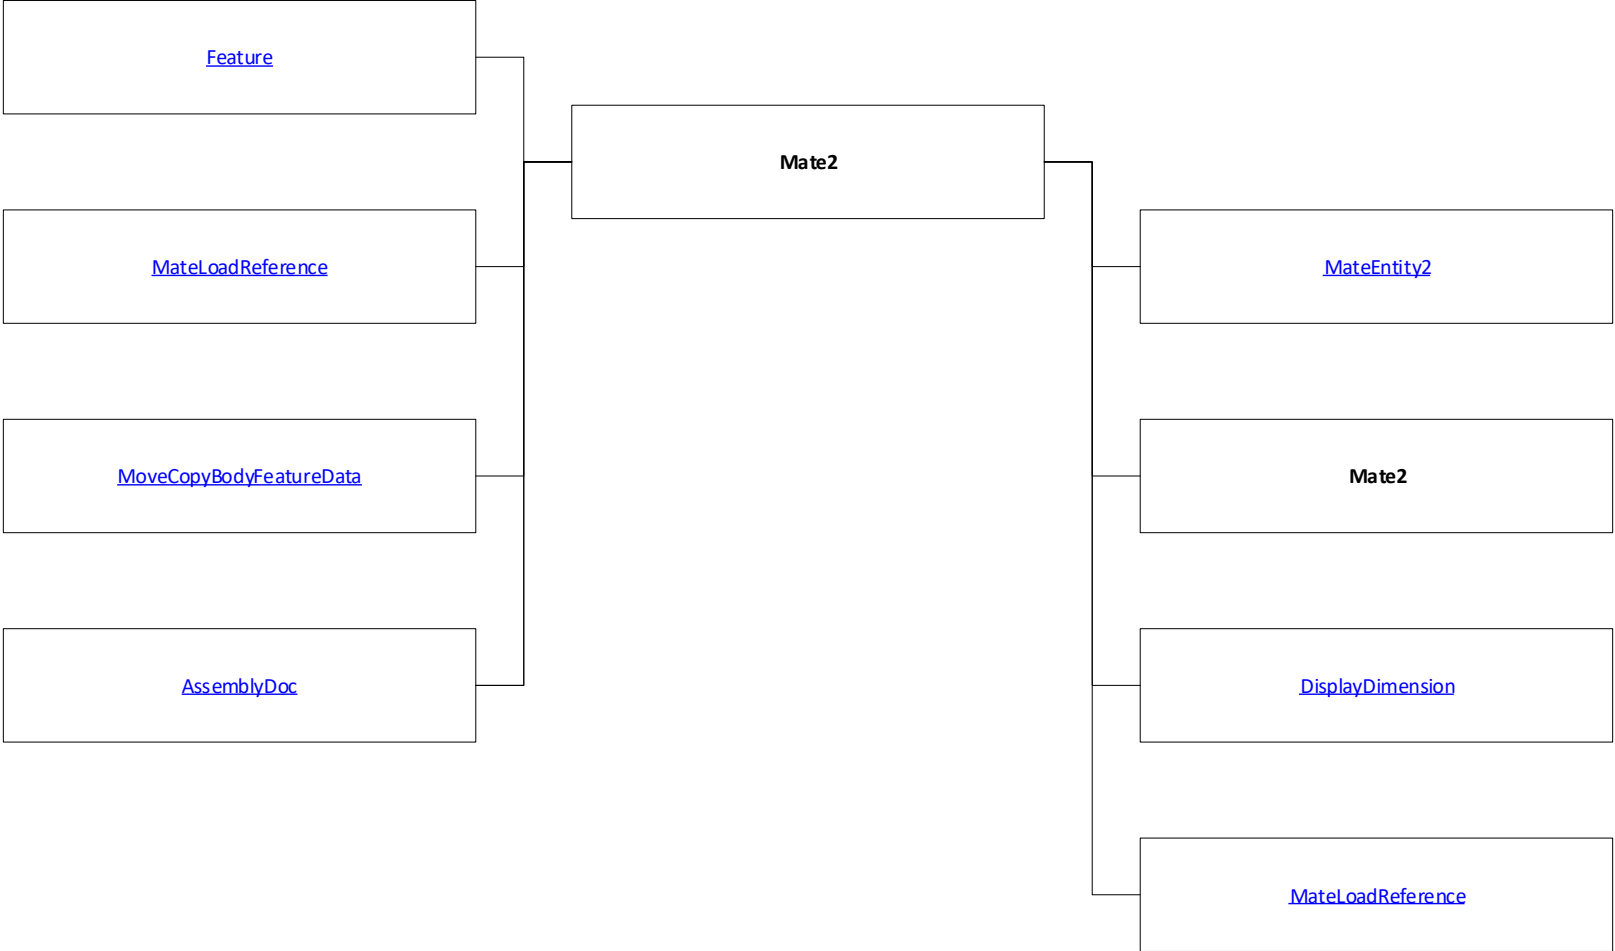 Feature
Mate2
MateLoadReference
MateEntity2
MoveCopyBodyFeatureData
Mate2
AssemblyDoc
DisplayDimension
MateLoadReference